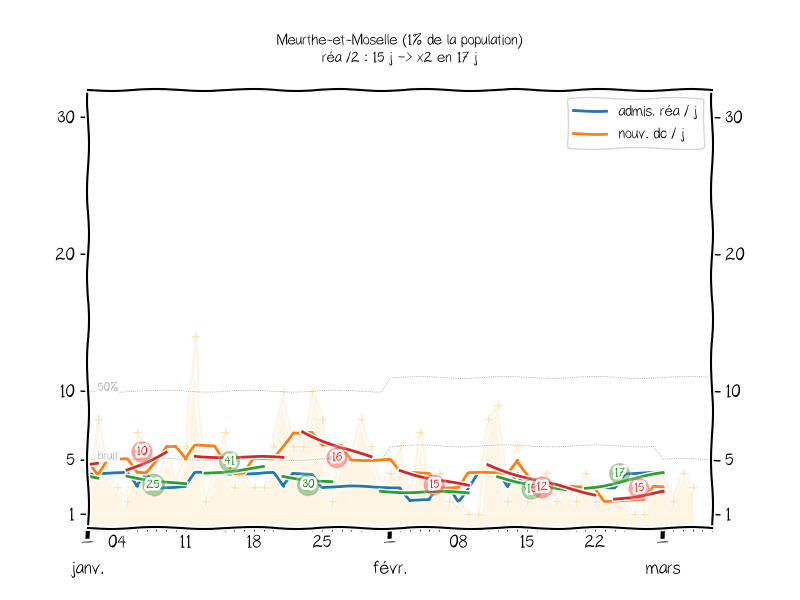 Meurthe-et-Moselle (1% de la population)
réa /2 : 15 j -> x2 en 17 j
admis. réa / j
nouv. dc / j
30 30
20 20
10 10
5 5
1 1
50%
bruit
10 41 16 17
25 30 15 12 15
04 11 18 25 08 15 22
janv. févr. mars